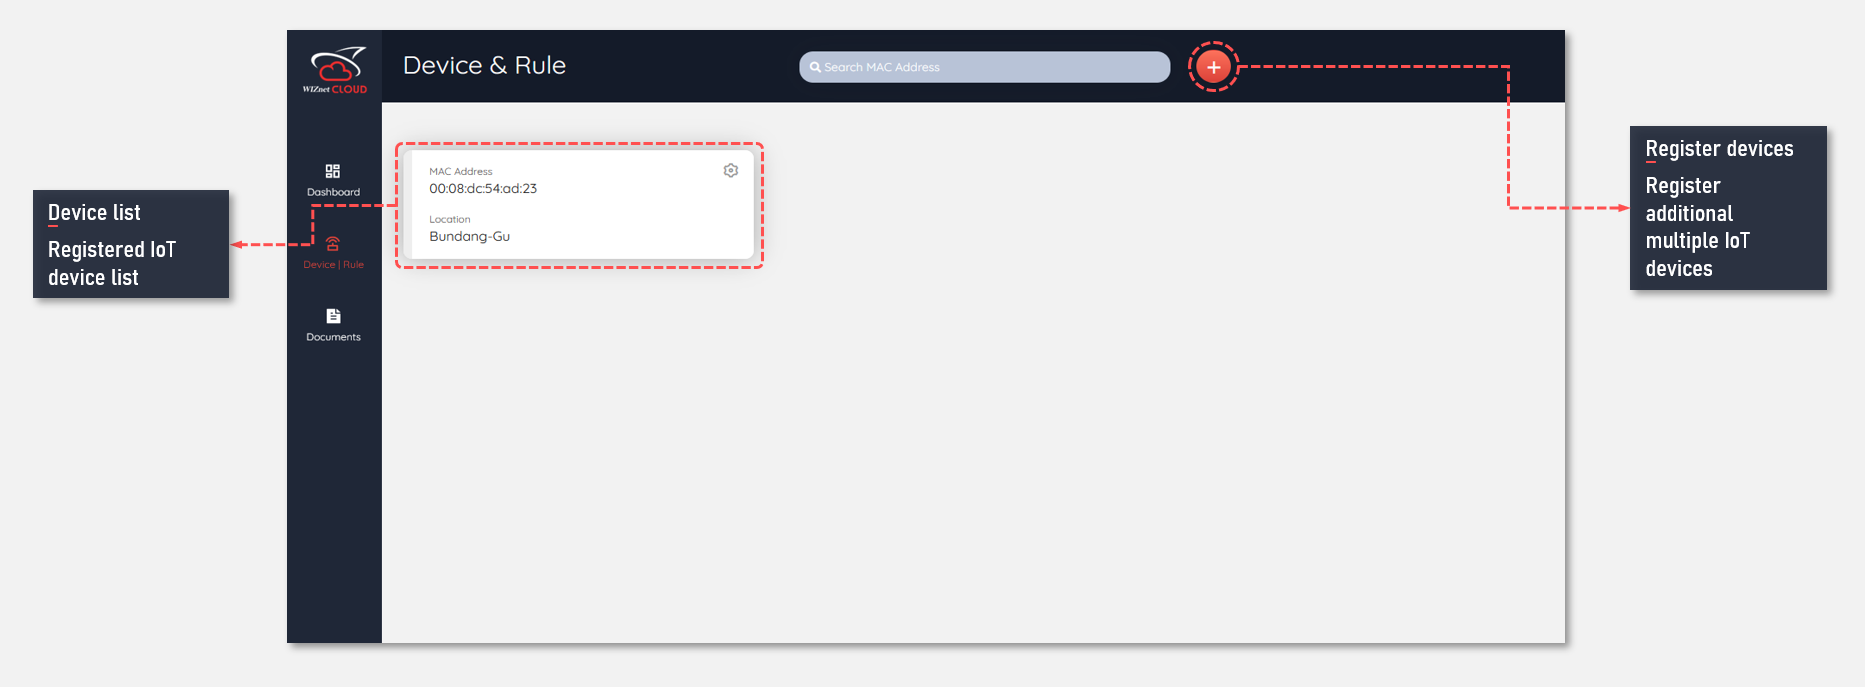 WIZnet CLOUD
Device & Rule
Search MAC Address
Dashboard
Device | Rule
Documents
MAC Address
00:08:dc:54:ad:23
Location
Bundang-Gu
Device list
Registered IoT
device list
Register devices
Register
additional
multiple IoT
devices